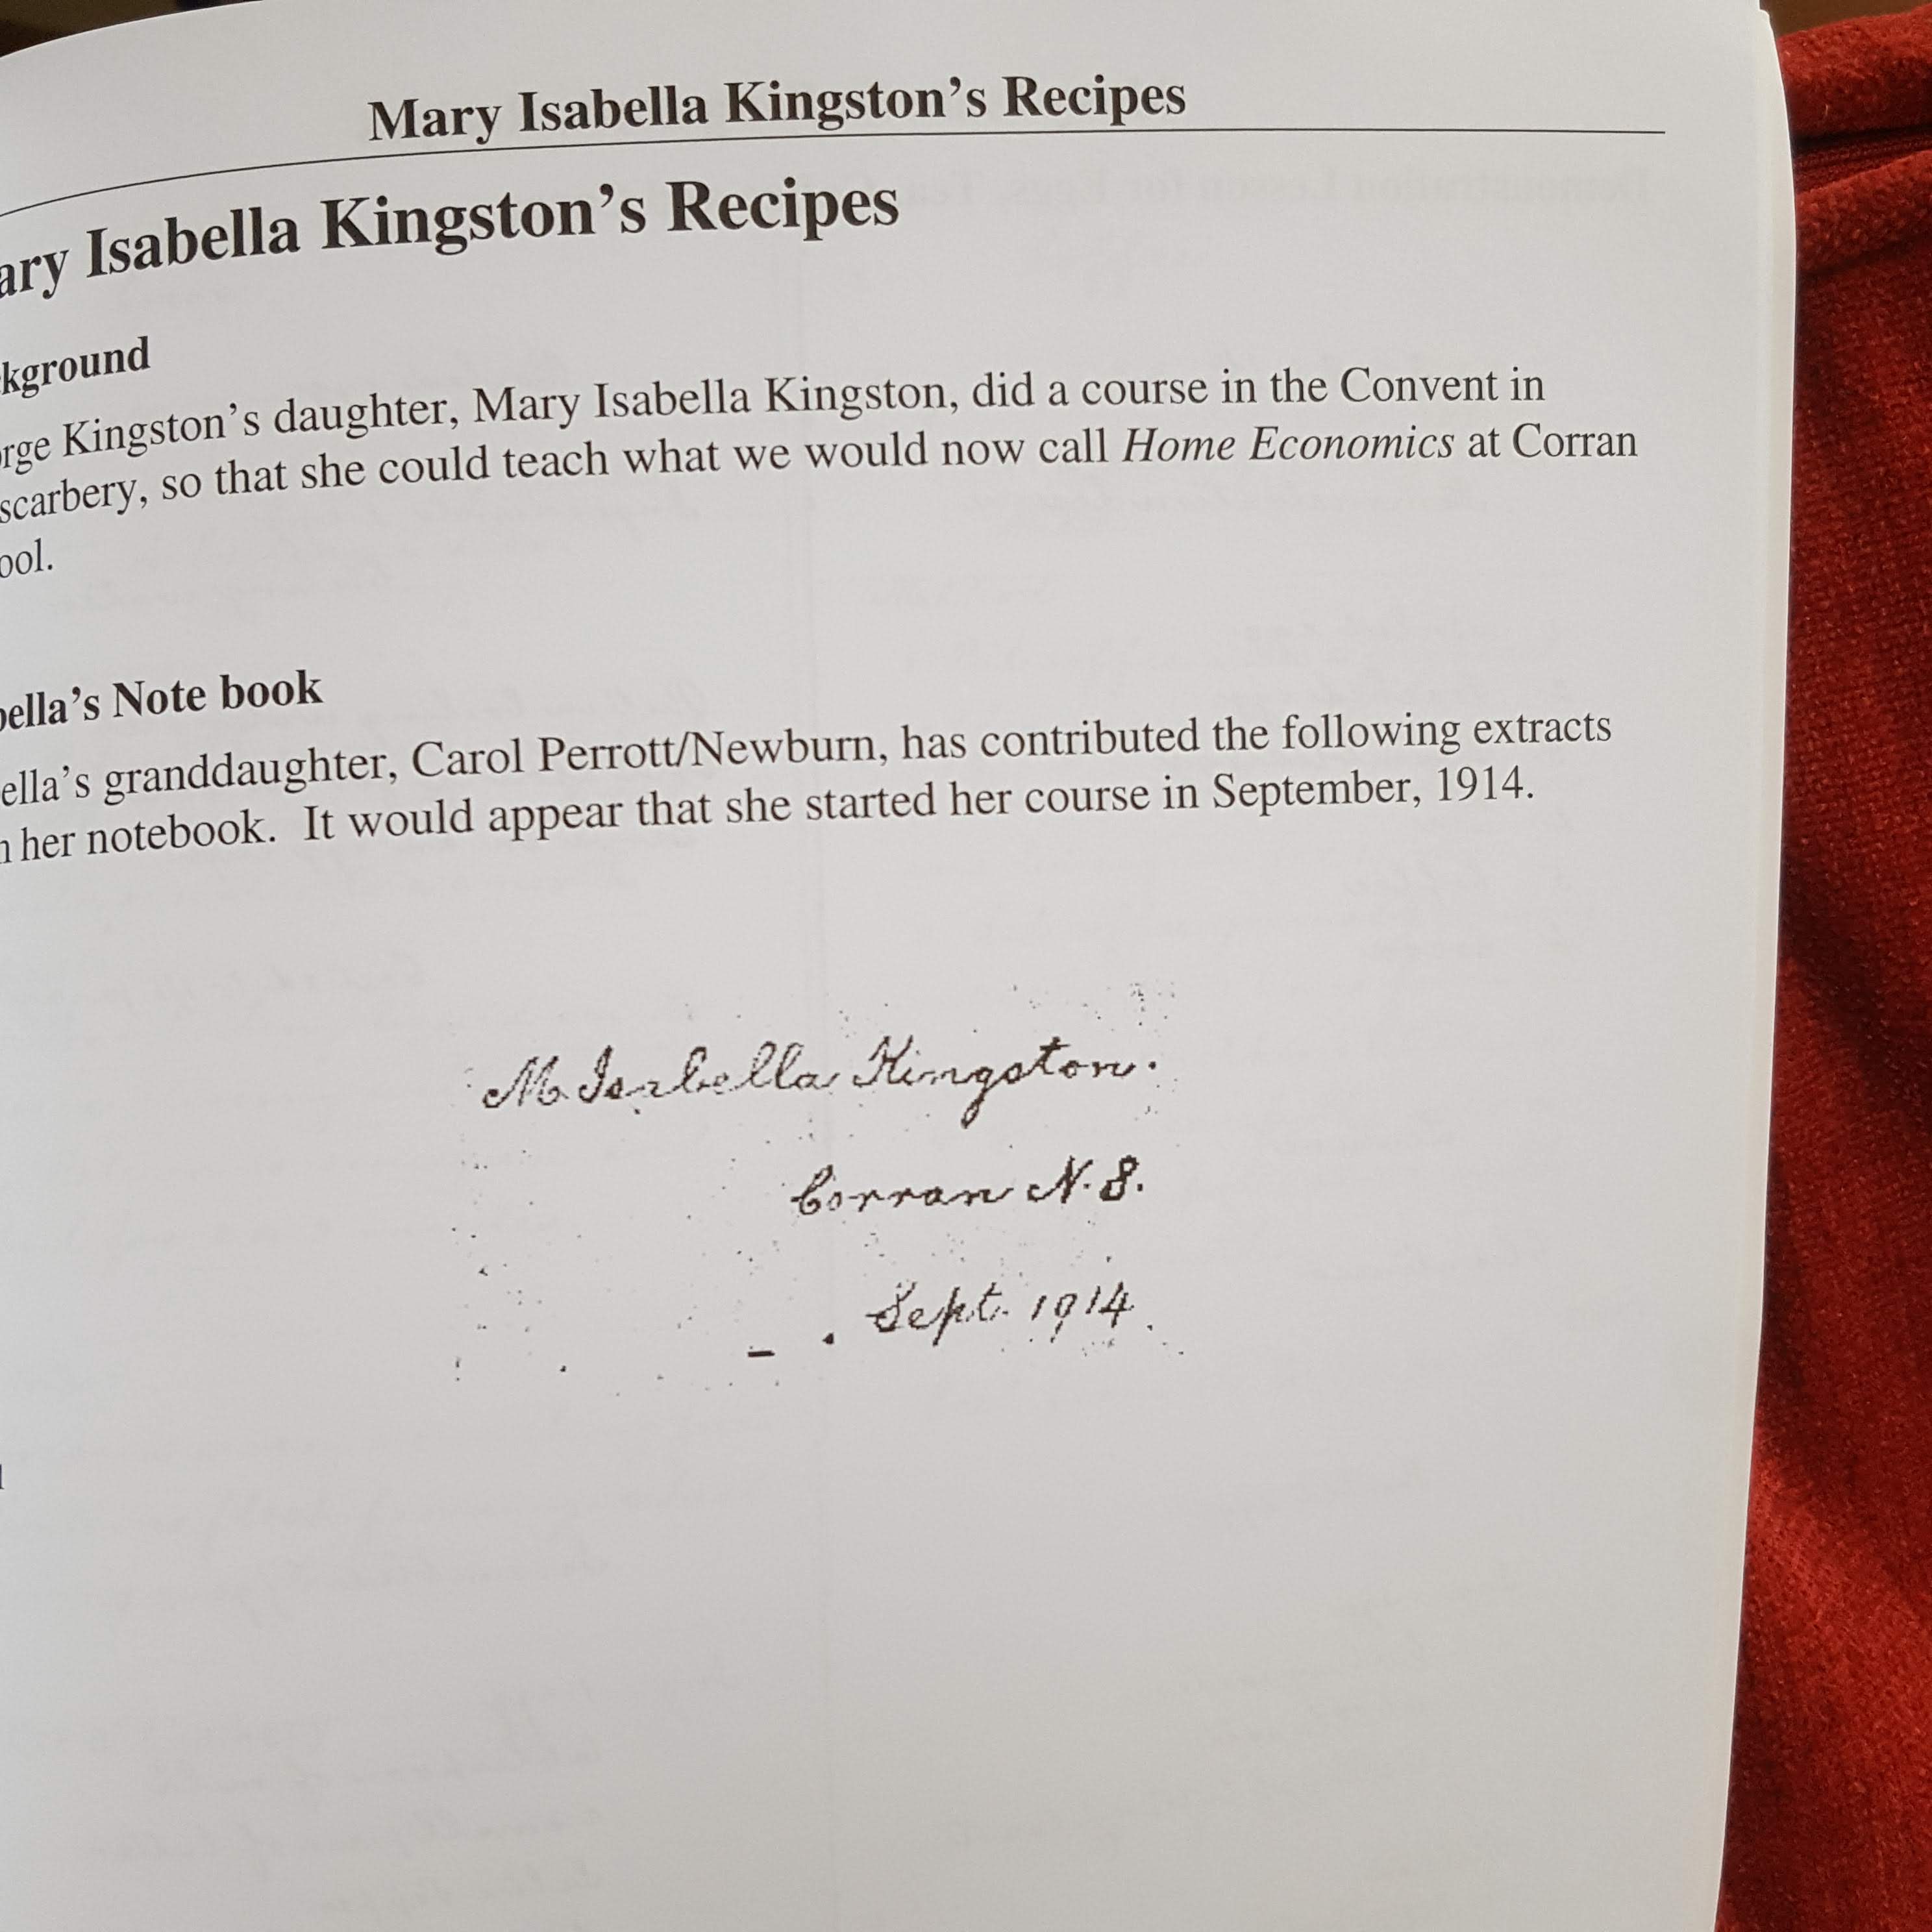 Mary Isabella Kingston's Recipes
ary Isabella Kingston's Recipes
kground
rge Kingston's daughter, Mary Isabella Kingston, did a course in the Convent in
scarbery, so that she could teach what we would now call Home Economics at Corran
ool.
bella's Note book
ella's granddaughter, Carol Perrott/Newburn, has contributed the following extracts
her notebook. It would appear that she started her course in September, 1914.
M. Isabella Kingston.
Corran N.S.
Sept. 1914.